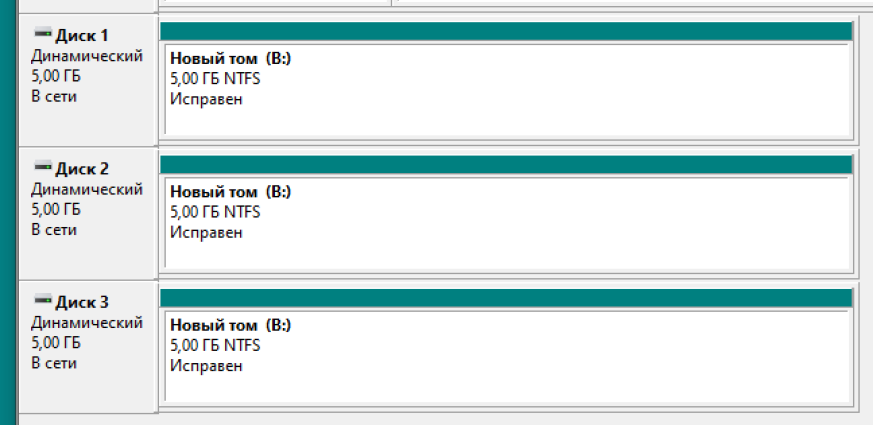 Диск 1
Динамический
5,00 ГБ
В сети
Новый том (B:)
5,00 ГБ NTFS
Исправен
Диск 2
Динамический
5,00 ГБ
В сети
Новый том (B:)
5,00 ГБ NTFS
Исправен
Диск 3
Динамический
5,00 ГБ
В сети
Новый том (B:)
5,00 ГБ NTFS
Исправен